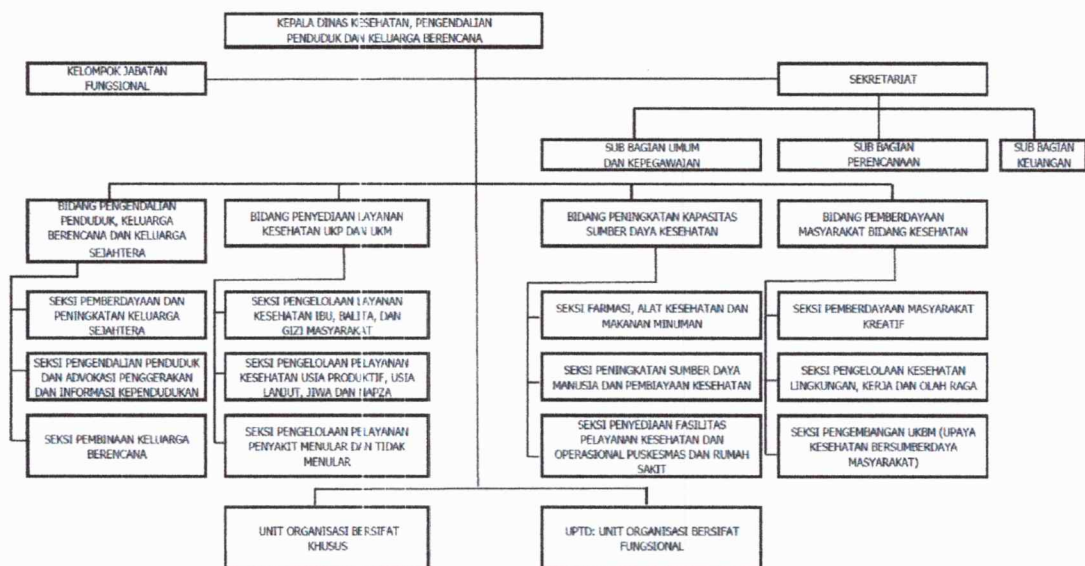 KEPALA DINAS KESEHATAN, PENGENDALIAN
PENDUDUK DAN KELUARGA BERENCANA
KELOMPOK JABATAN
FUNGSIONAL
SEKRETARIAT
SUB BAGIAN UMUM
DAN KEPEGAWAIAN
SUB BAGIAN
PERENCANAAN
SUB BAGIAN
KEUANGAN
BIDANG PENGENDALIAN
PENDUDUK, KELUARGA
BERENCANA DAN KELUARGA
SEJAHTERA
BIDANG PENYEDIAAN LAYANAN
KESEHATAN UKP DAN UKM
BIDANG PENINGKATAN KAPASITAS
SUMBER DAYA KESEHATAN
BIDANG PEMBERDAYAAN
MASYARAKAT BIDANG KESEHATAN
SEKSI PEMBERDAYAAN DAN
PENINGKATAN KELUARGA
SEJAHTERA
SEKSI PENGELOLAAN LAYANAN
KESEHATAN IBU, BALITA, DAN
GIZI MASYARAKAT
SEKSI FARMASI, ALAT KESEHATAN DAN
MAKANAN MINUMAN
SEKSI PEMBERDAYAAN MASYARAKAT
KREATIF
SEKSI PENGENDALIAN PENDUDUK
DAN ADVOKASI PENGGERAKAN
DAN INFORMASI KEPENDUDUKAN
SEKSI PENGELOLAAN PELAYANAN
KESEHATAN USIA PRODUKTIF, USIA
LANJUT, JIWA DAN NAPZA
SEKSI PENINGKATAN SUMBER DAYA
MANUSIA DAN PEMBIAYAAN KESEHATAN
SEKSI PENGELOLAAN KESEHATAN
LINGKUNGAN, KERJA DAN OLAH RAGA
SEKSI PEMBINAAN KELUARGA
BERENCANA
SEKSI PENGELOLAAN PELAYANAN
PENYAKIT MENULAR DAN TIDAK
MENULAR
SEKSI PENYEDIAAN FASILITAS
PELAYANAN KESEHATAN DAN
OPERASIONAL PUSKESMAS DAN RUMAH
SAKIT
SEKSI PENGEMBANGAN UKBM (UPAYA
KESEHATAN BERSUMBERDAYA
MASYARAKAT)
UNIT ORGANISASI BERSIFAT
KHUSUS
UPTD: UNIT ORGANISASI BERSIFAT
FUNGSIONAL